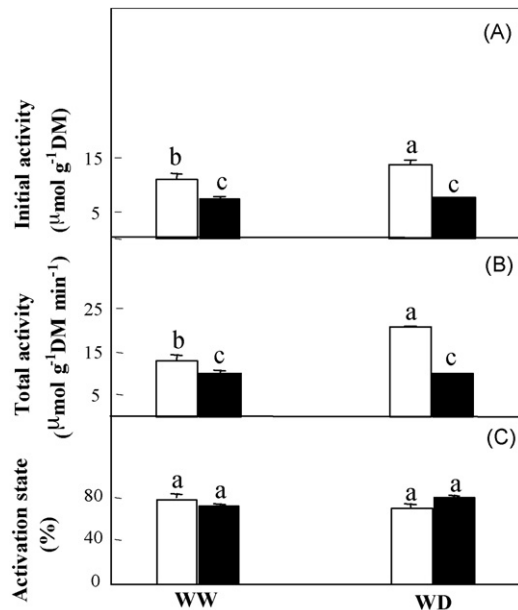 (A)
Initial activity
(μmol g-1DM)
15
5
b
c
a
c
(B)
Total activity
(μmol g-1DM min-1)
25
15
5
b
c
a
c
(C)
Activation state
(%)
80
40
0
a
a
a
a
WW
WD